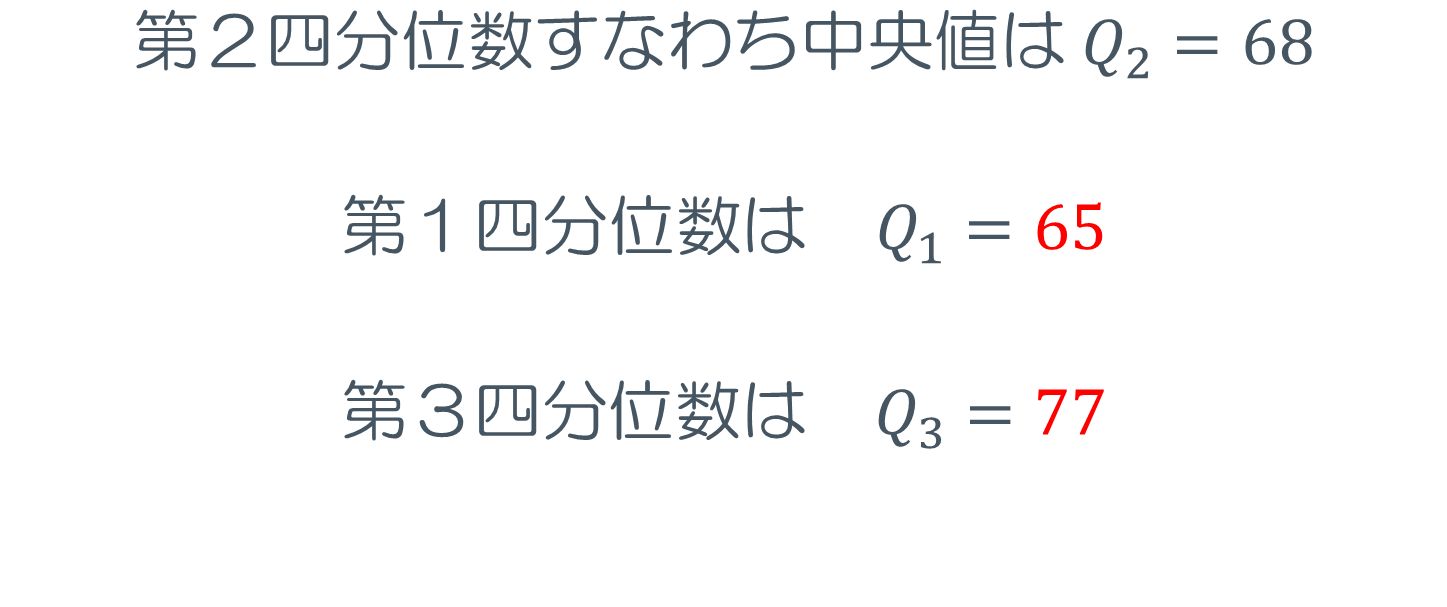 第２四分位数すなわち中央値は Q₂ = 68
第１四分位数は　Q₁ = 65
第３四分位数は　Q₃ = 77